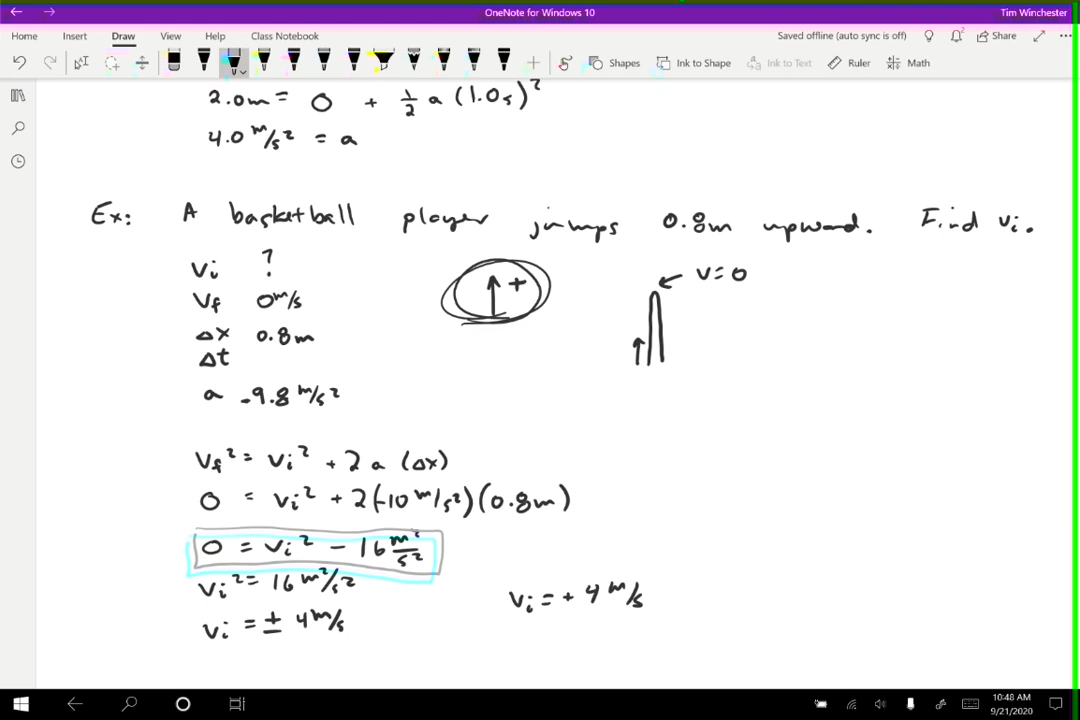 OneNote for Windows 10
Tim Winchester
Home Insert Draw View Help Class Notebook
Saved offline (auto sync is off) Share
Shapes Ink to Shape Ink to Text Ruler Math
2.0m = 0 + 1/2 a (1.0s)²
4.0 m/s² = a
Ex: A basketball player jumps 0.8m upward. Find vi.
vi ?
vf 0 m/s
Δx 0.8m
Δt
a -9.8 m/s²
+
v=0
vf² = vi² + 2 a (Δx)
0 = vi² + 2(-10 m/s²)(0.8m)
0 = vi² - 16 m²/s²
vi² = 16 m²/s²
vi = ± 4 m/s
vi = + 4 m/s
10:48 AM
9/21/2020